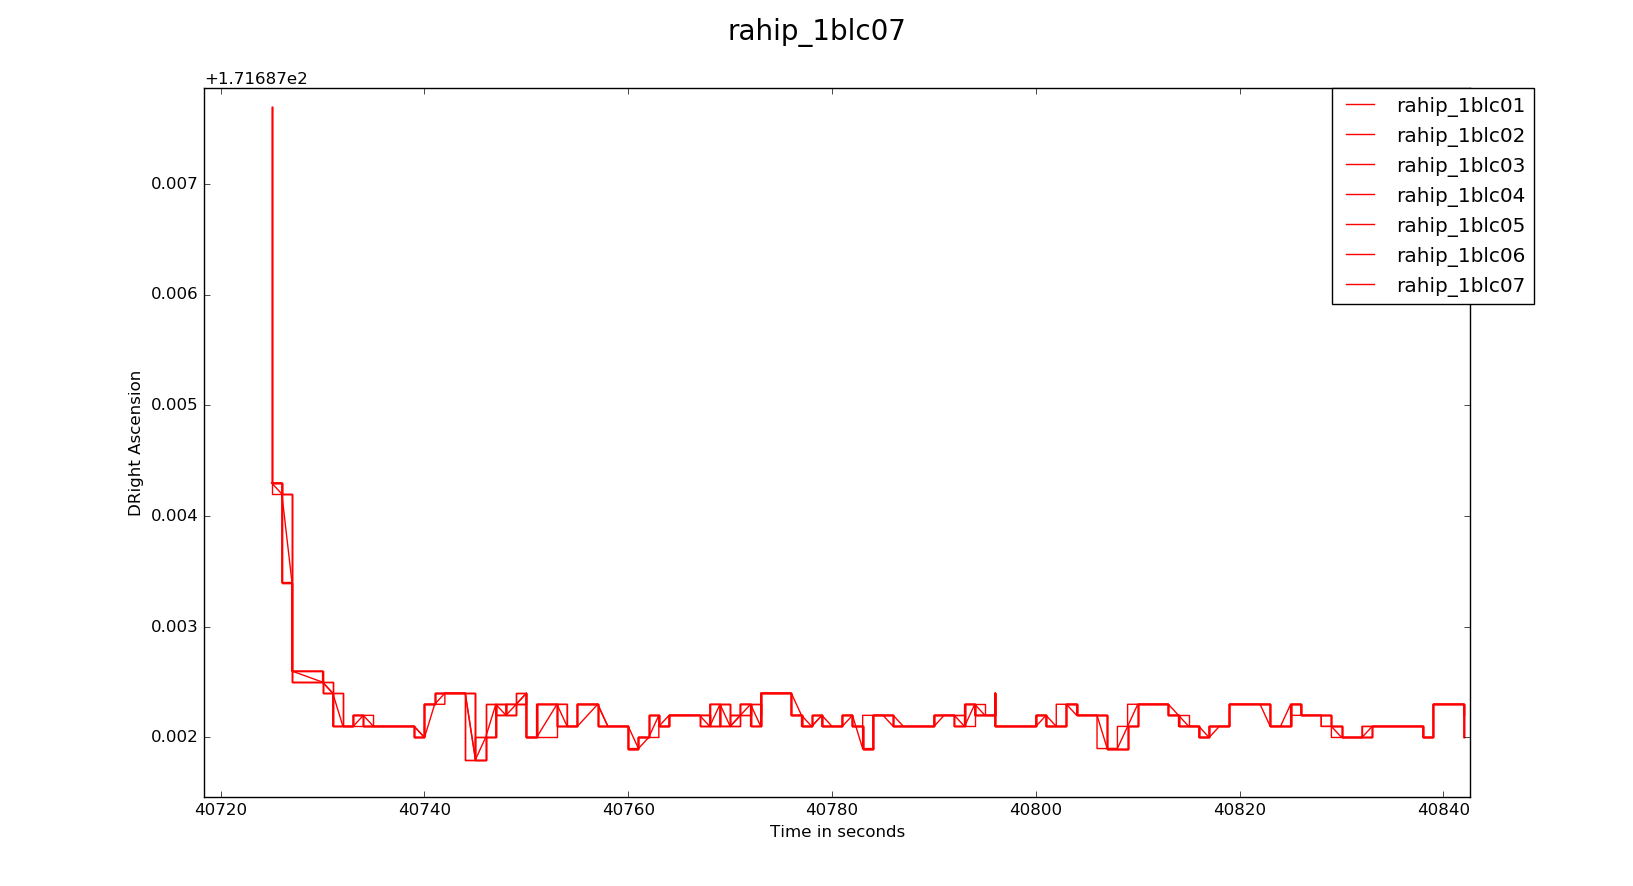 rahip_1blc07
+1.71687e2
rahip_1blc01
rahip_1blc02
rahip_1blc03
rahip_1blc04
rahip_1blc05
rahip_1blc06
rahip_1blc07
0.007
0.006
0.005
0.004
0.003
0.002
DRight Ascension
40720 40740 40760 40780 40800 40820 40840
Time in seconds